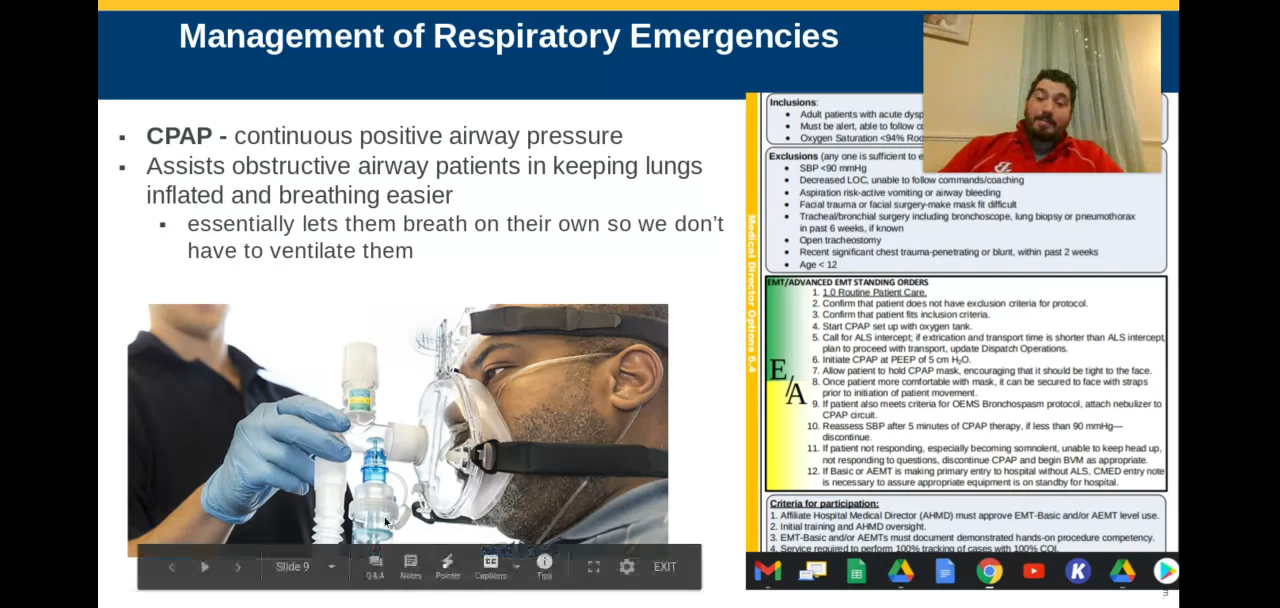 Management of Respiratory Emergencies
▪ CPAP - continuous positive airway pressure
▪ Assists obstructive airway patients in keeping lungs
inflated and breathing easier
▪ essentially lets them breath on their own so we don't
have to ventilate them
Medical Director Options 6.4
Inclusions:
• Adult patients with acute
• Must be alert, able to follow
• Oxygen Saturation <94%
Exclusions (any one is sufficient to
• SBP <90 mmHg
• Decreased LOC, unable to follow commands/coaching
• Aspiration risk-active vomiting or airway bleeding
• Facial trauma or facial surgery-make mask fit difficult
• Tracheal/bronchial surgery including bronchoscope, lung biopsy or pneumothorax
in past 6 weeks, if known
• Open tracheostomy
• Recent significant chest trauma-penetrating or blunt, within past 2 weeks
• Age < 12
EMT/ADVANCED EMT STANDING ORDERS
1. 1.0 Routine Patient Care.
2. Confirm that patient does not have exclusion criteria for protocol.
3. Confirm that patient fits inclusion criteria.
4. Start CPAP set up with oxygen tank.
5. Call for ALS intercept; if extrication and transport time is shorter than ALS intercept,
plan to proceed with transport, update Dispatch Operations.
6. Initiate CPAP at PEEP of 5 cm H₂O.
7. Allow patient to hold CPAP mask, encouraging that it should be tight to the face.
8. Once patient more comfortable with mask, it can be secured to face with straps
prior to initiation of patient movement.
9. If patient also meets criteria for OEMS Bronchospasm protocol, attach nebulizer to
CPAP circuit.
10. Reassess SBP after 5 minutes of CPAP therapy, if less than 90 mmHg—
discontinue.
11. If patient not responding, especially becoming somnolent, unable to keep head up,
not responding to questions, discontinue CPAP and begin BVM as appropriate.
12. If Basic or AEMT is making primary entry to hospital without ALS, CMED entry note
is necessary to assure appropriate equipment is on standby for hospital.
E/A
Criteria for participation:
1. Affiliate Hospital Medical Director (AHMD) must approve EMT-Basic and/or AEMT level use.
2. Initial training and AHMD oversight.
3. EMT-Basic and/or AEMTs must document demonstrated hands-on procedure competency.
4. Service required to perform 100% tracking of cases with 100% CQI.
Slide 9
Q&A
Notes
Pointer
Captions
Tips
EXIT
K